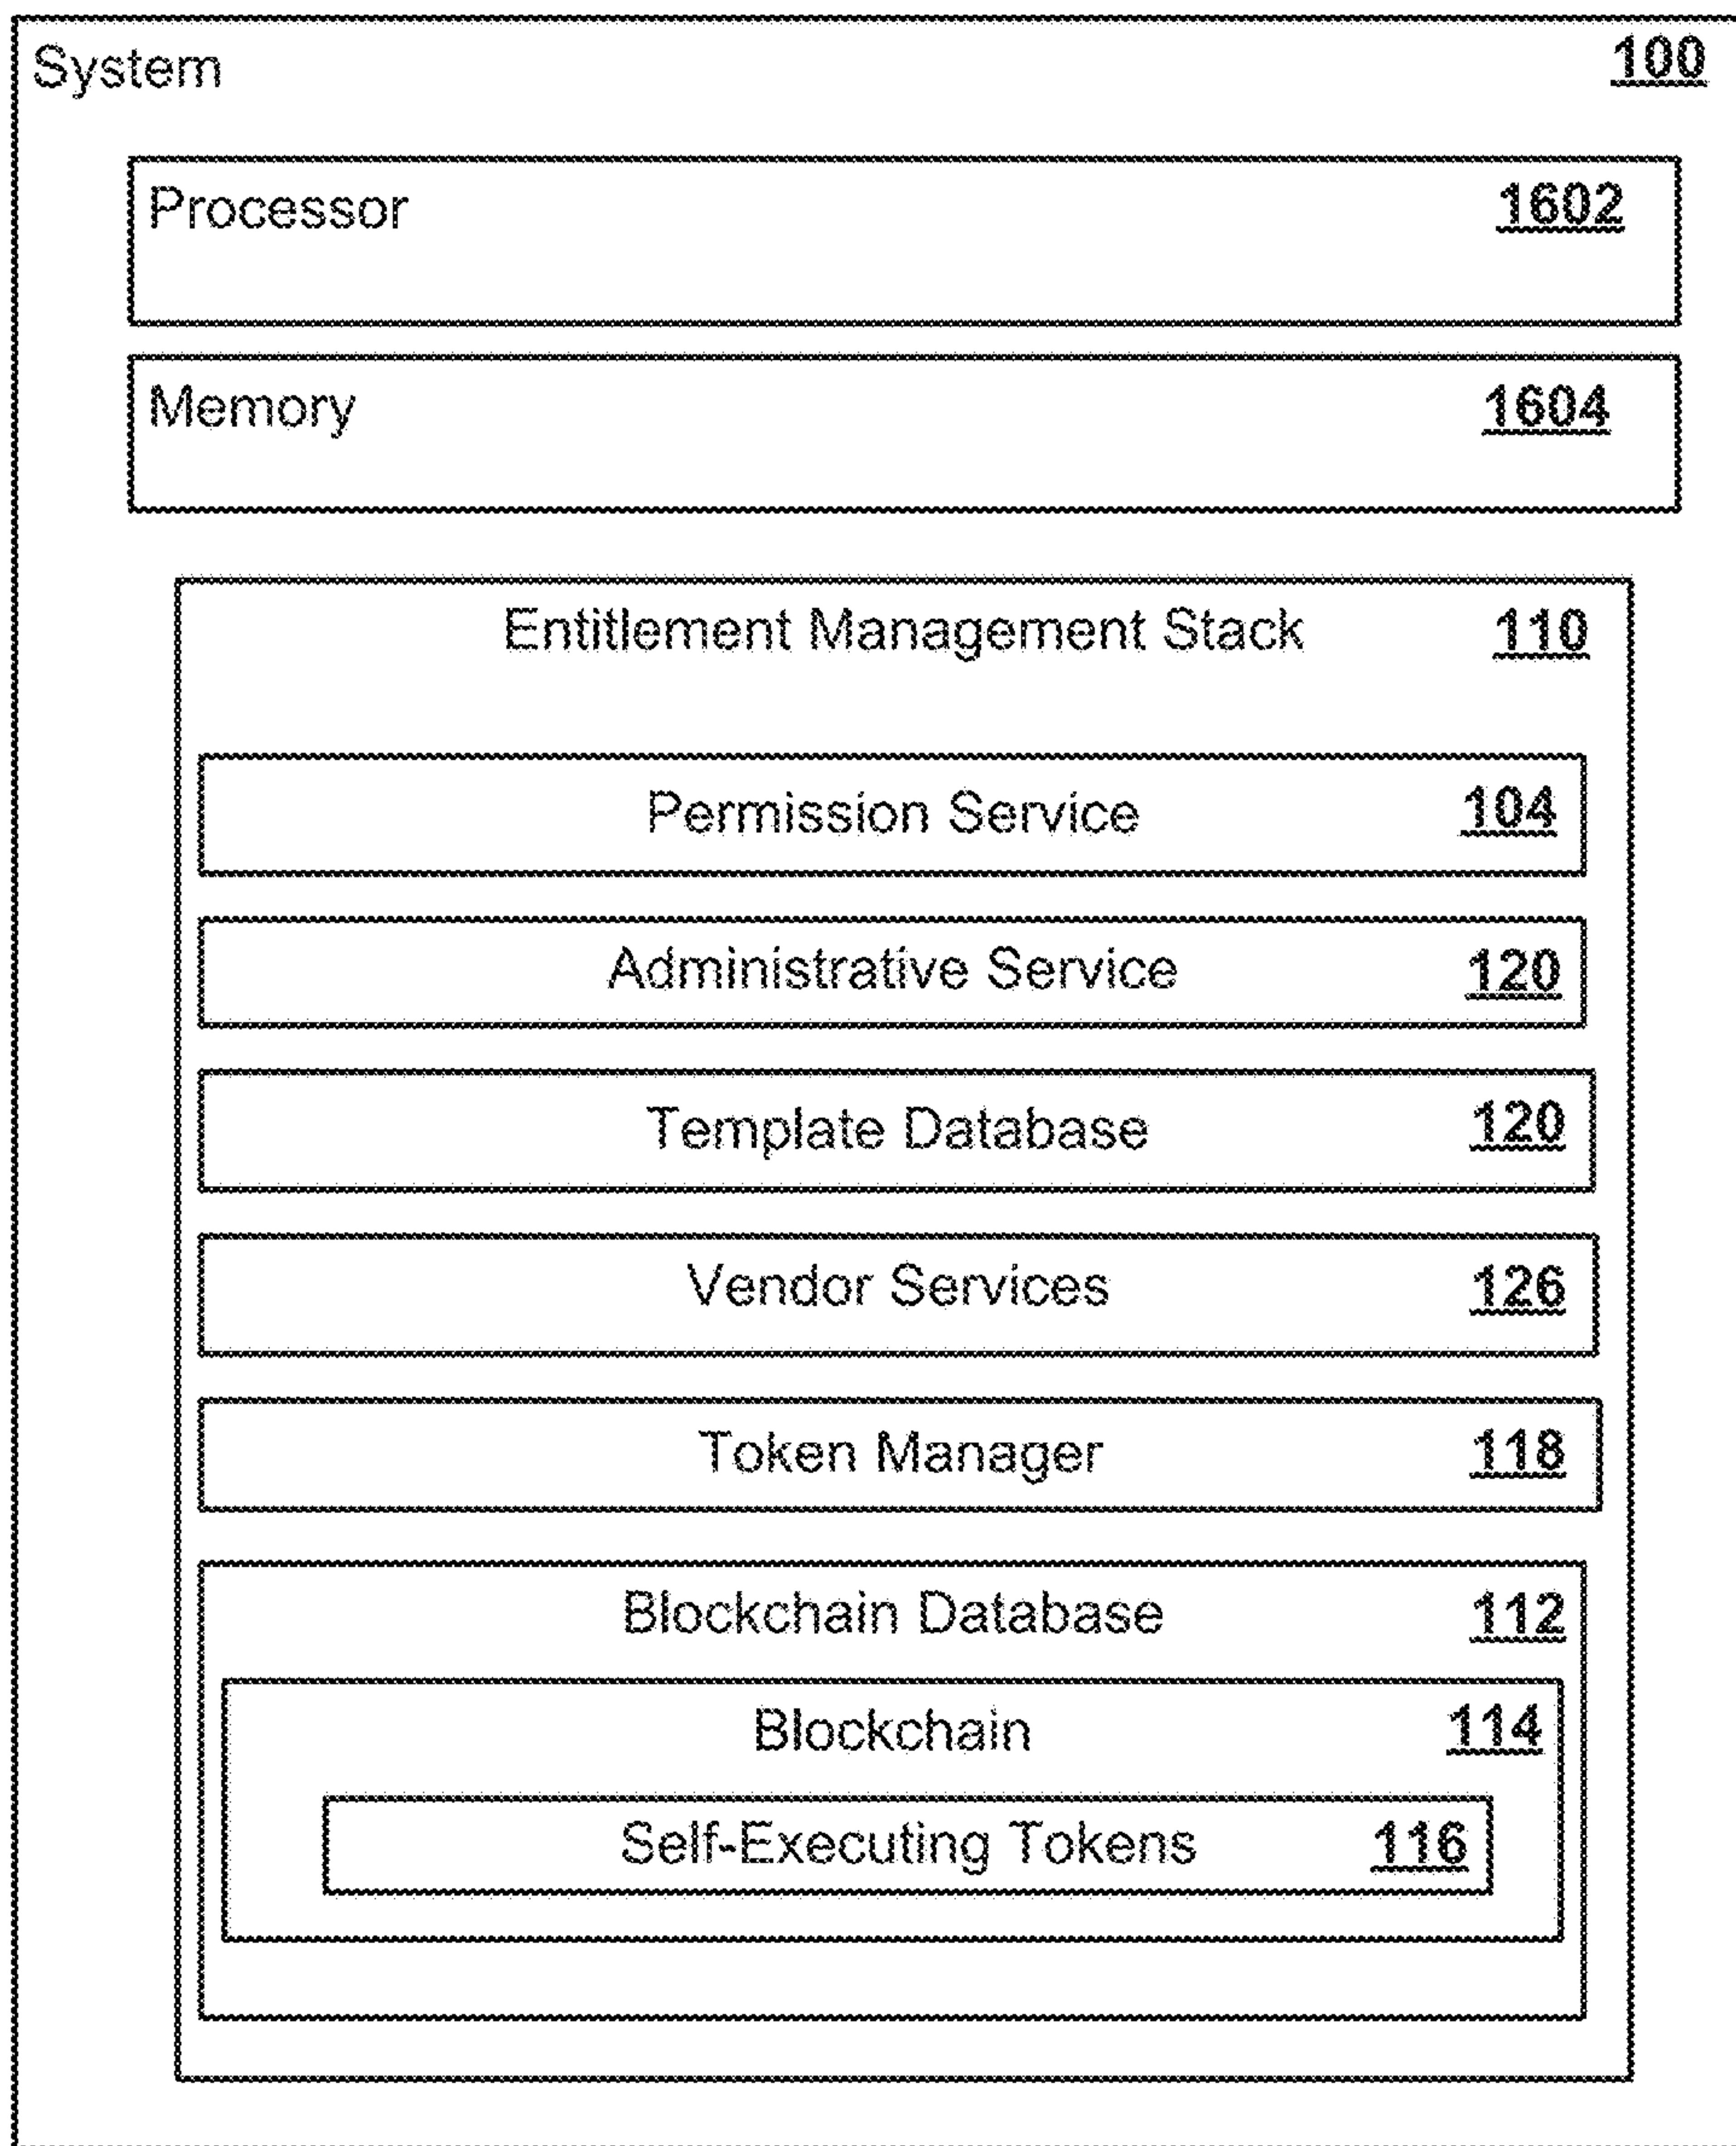 System 100
Processor 1602
Memory 1604
Entitlement Management Stack 110
Permission Service 104
Administrative Service 120
Template Database 120
Vendor Services 126
Token Manager 118
Blockchain Database 112
Blockchain 114
Self-Executing Tokens 116